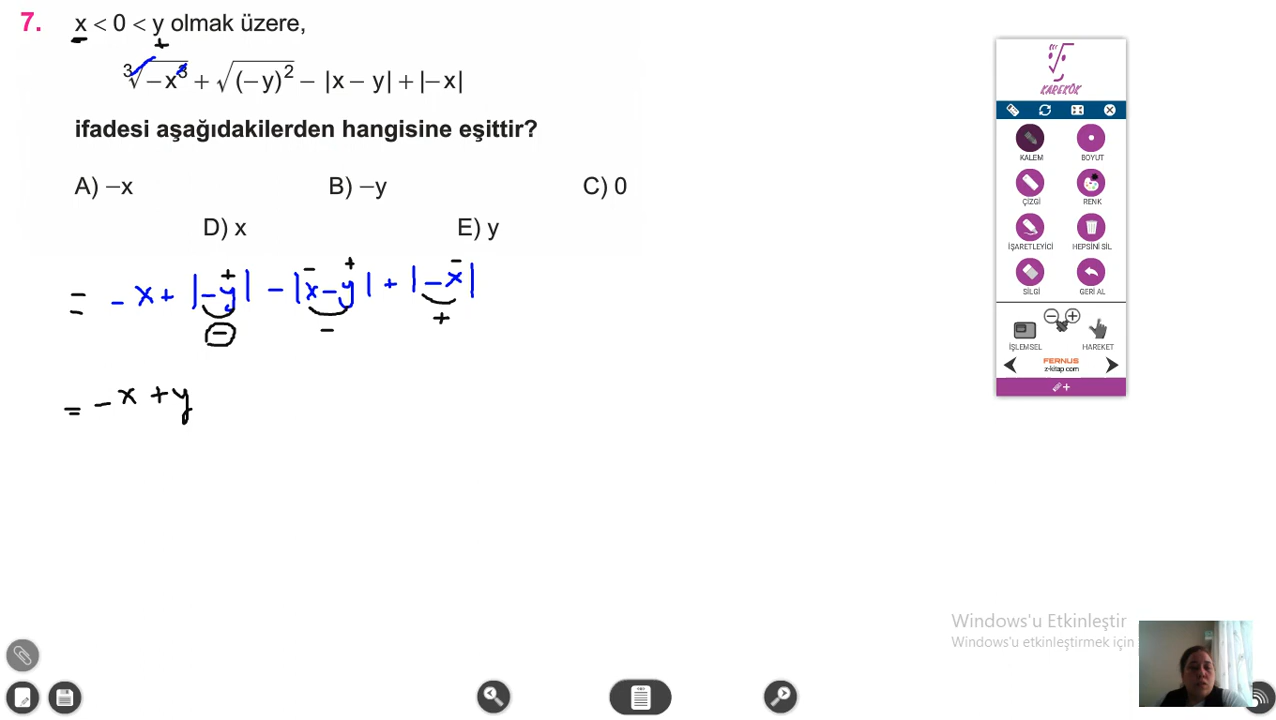 7. x < 0 < y olmak üzere,
+
∛-x³ + √(-y)² - |x - y| + |-x|
ifadesi aşağıdakilerden hangisine eşittir?
A) -x B) -y C) 0
D) x E) y
+ - + -
= -x + |-y| - |x-y| + |-x|
- - +
= -x + y
KAREKÖK
KALEM BOYUT
ÇİZGİ RENK
İŞARETLEYİCİ HEPSİNİ SİL
SİLGİ GERİ AL
İŞLEMSEL HAREKET
FERNUS
z-kitap.com
Windows'u Etkinleştir
Windows'u etkinleştirmek için